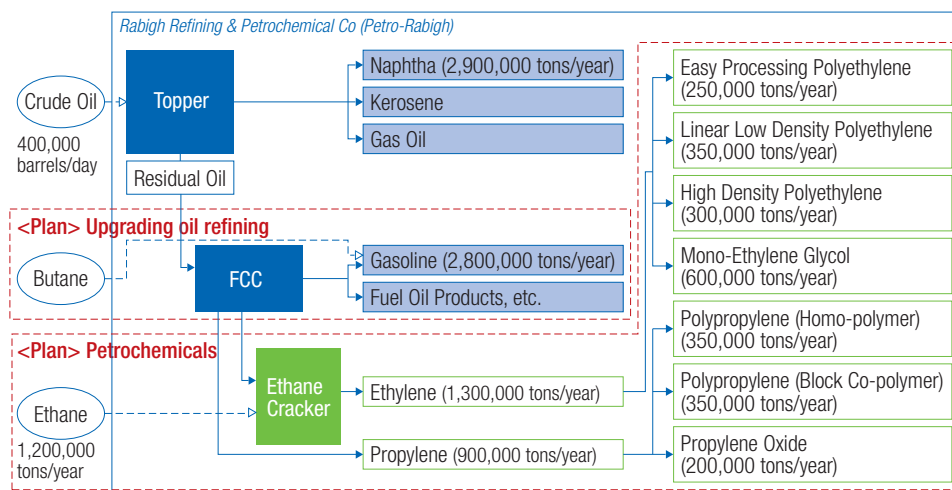 Rabigh Refining & Petrochemical Co (Petro-Rabigh)
Crude Oil
400,000
barrels/day
Topper
Residual Oil
Naphtha (2,900,000 tons/year)
Kerosene
Gas Oil
<Plan> Upgrading oil refining
Butane
FCC
Gasoline (2,800,000 tons/year)
Fuel Oil Products, etc.
<Plan> Petrochemicals
Ethane
1,200,000
tons/year
Ethane
Cracker
Ethylene (1,300,000 tons/year)
Propylene (900,000 tons/year)
Easy Processing Polyethylene
(250,000 tons/year)
Linear Low Density Polyethylene
(350,000 tons/year)
High Density Polyethylene
(300,000 tons/year)
Mono-Ethylene Glycol
(600,000 tons/year)
Polypropylene (Homo-polymer)
(350,000 tons/year)
Polypropylene (Block Co-polymer)
(350,000 tons/year)
Propylene Oxide
(200,000 tons/year)